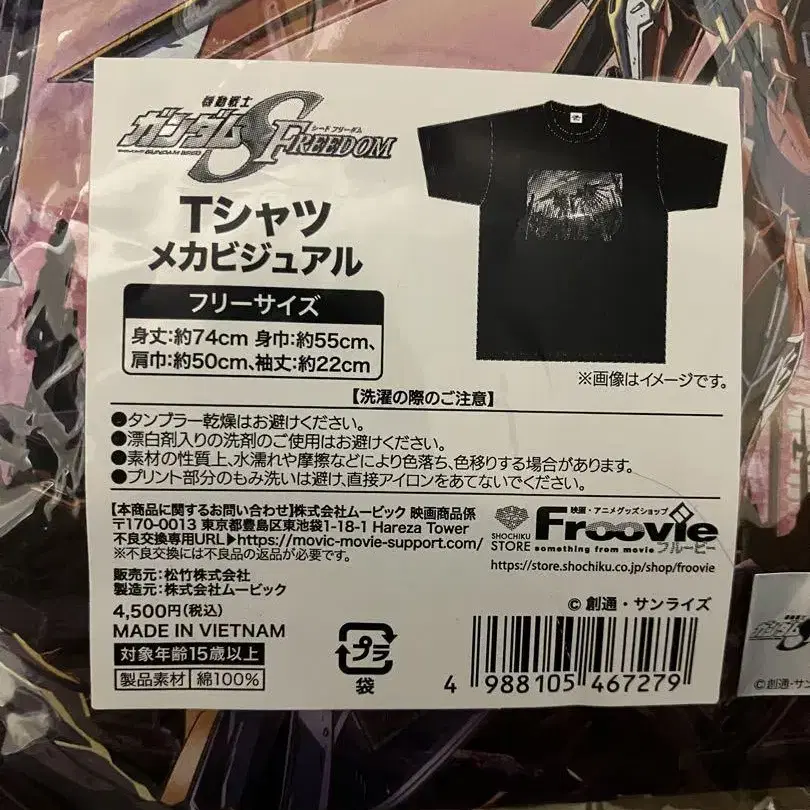 機動戦士
ガンダムSEED FREEDOM
シード フリーダム
MOBILE SUIT GUNDAM SEED
Tシャツ
メカビジュアル
フリーサイズ
身丈:約74cm 身巾:約55cm、
肩巾:約50cm、袖丈:約22cm
※画像はイメージです。
【洗濯の際のご注意】
●タンブラー乾燥はお避けください。
●漂白剤入りの洗剤のご使用はお避けください。
●素材の性質上、水濡れや摩擦などにより色落ち、色移りする場合があります。
●プリント部分のもみ洗いは避け、直接アイロンをあてないでください。
【本商品に関するお問い合わせ】株式会社ムービック 映画商品係
〒170-0013 東京都豊島区東池袋1-18-1 Hareza Tower
不良交換専用URL▶https://movic-movie-support.com/
※不良交換には不良品の返品が必要です。
SHOCHIKU STORE
映画・アニメグッズショップ
Froovie
something from movie フルービー
https://store.shochiku.co.jp/shop/froovie
販売元:松竹株式会社
製造元:株式会社ムービック
4,500円(税込)
MADE IN VIETNAM
対象年齢15歳以上
製品素材 綿100%
プラ
袋
© 創通・サンライズ
4 988105 467279
ガンダム
©創通・サン